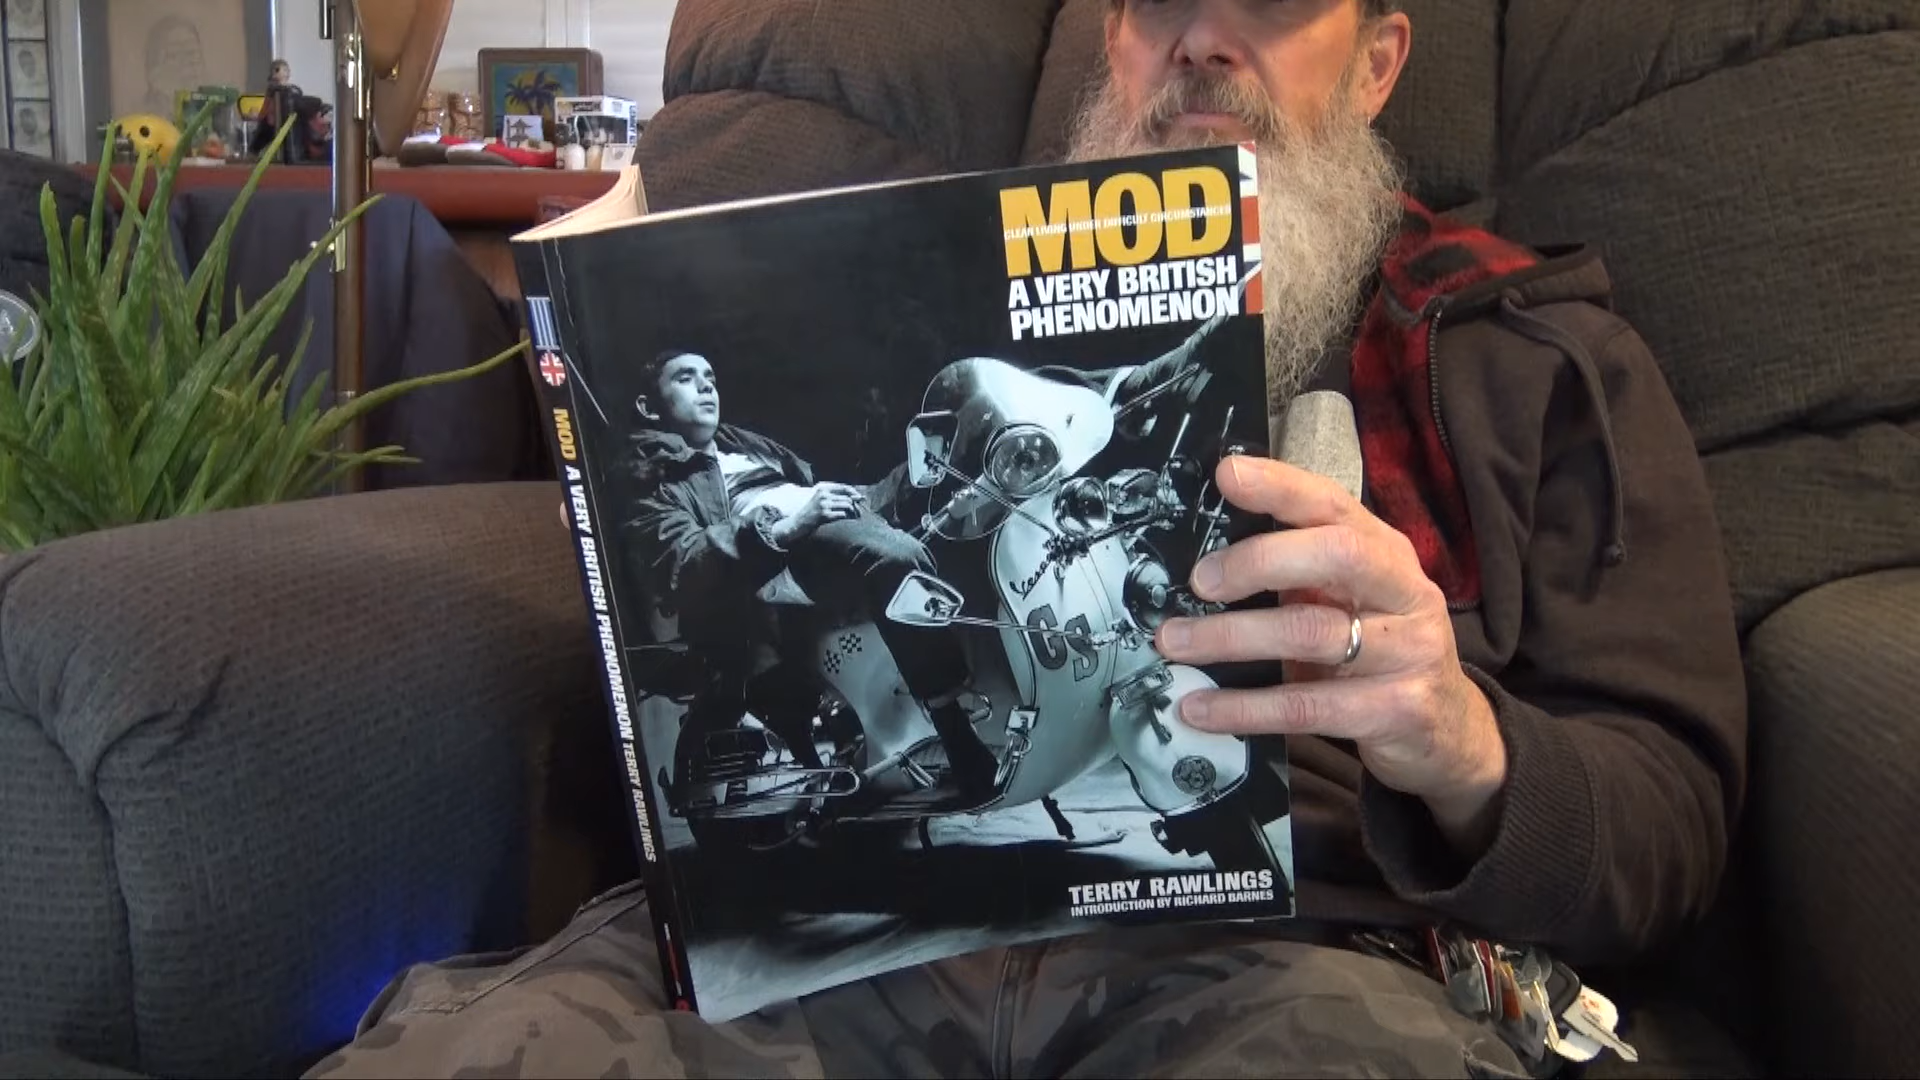 MOD
CLEAN LIVING UNDER DIFFICULT CIRCUMSTANCES
A VERY BRITISH
PHENOMENON
Vespa
GS
TERRY RAWLINGS
INTRODUCTION BY RICHARD BARNES
MOD A VERY BRITISH PHENOMENON TERRY RAWLINGS